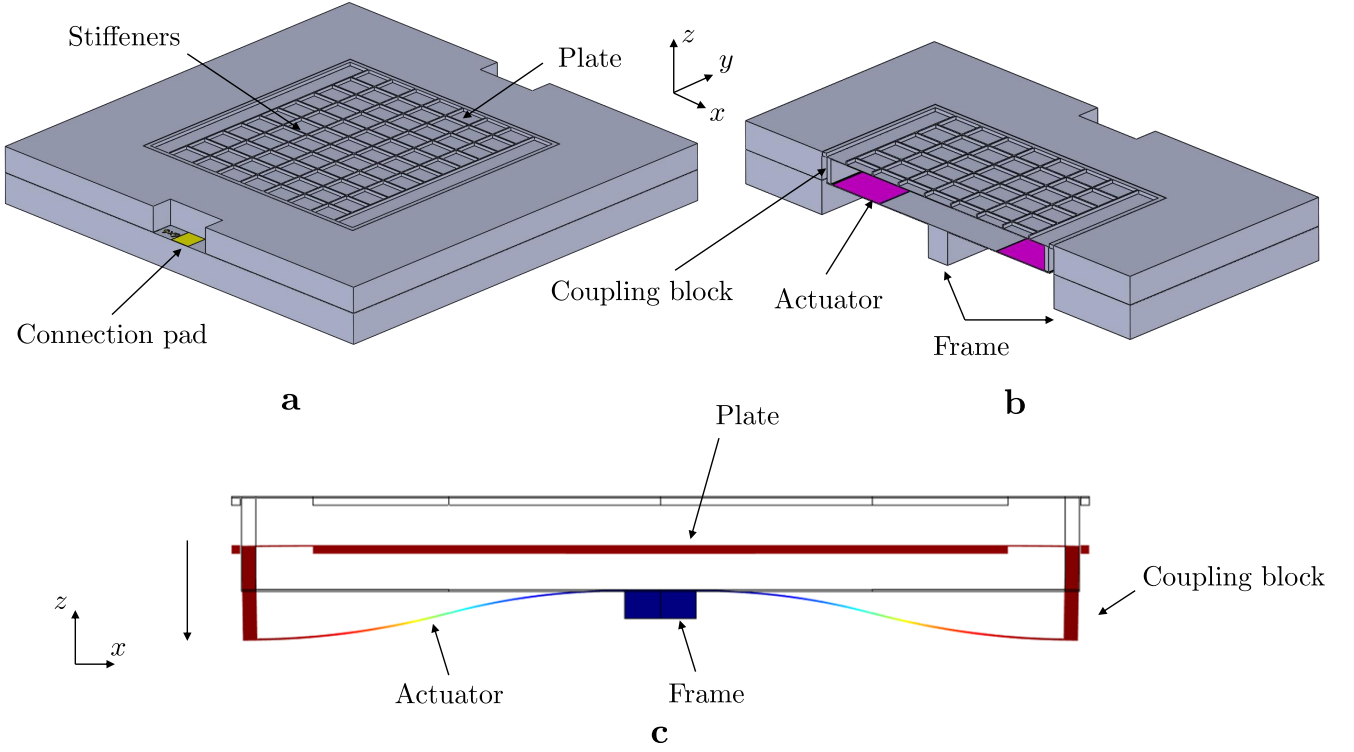 Stiffeners
Plate
z
y
x
Connection pad
Coupling block
Actuator
Frame
a
b
Plate
Coupling block
z
x
Actuator
Frame
c